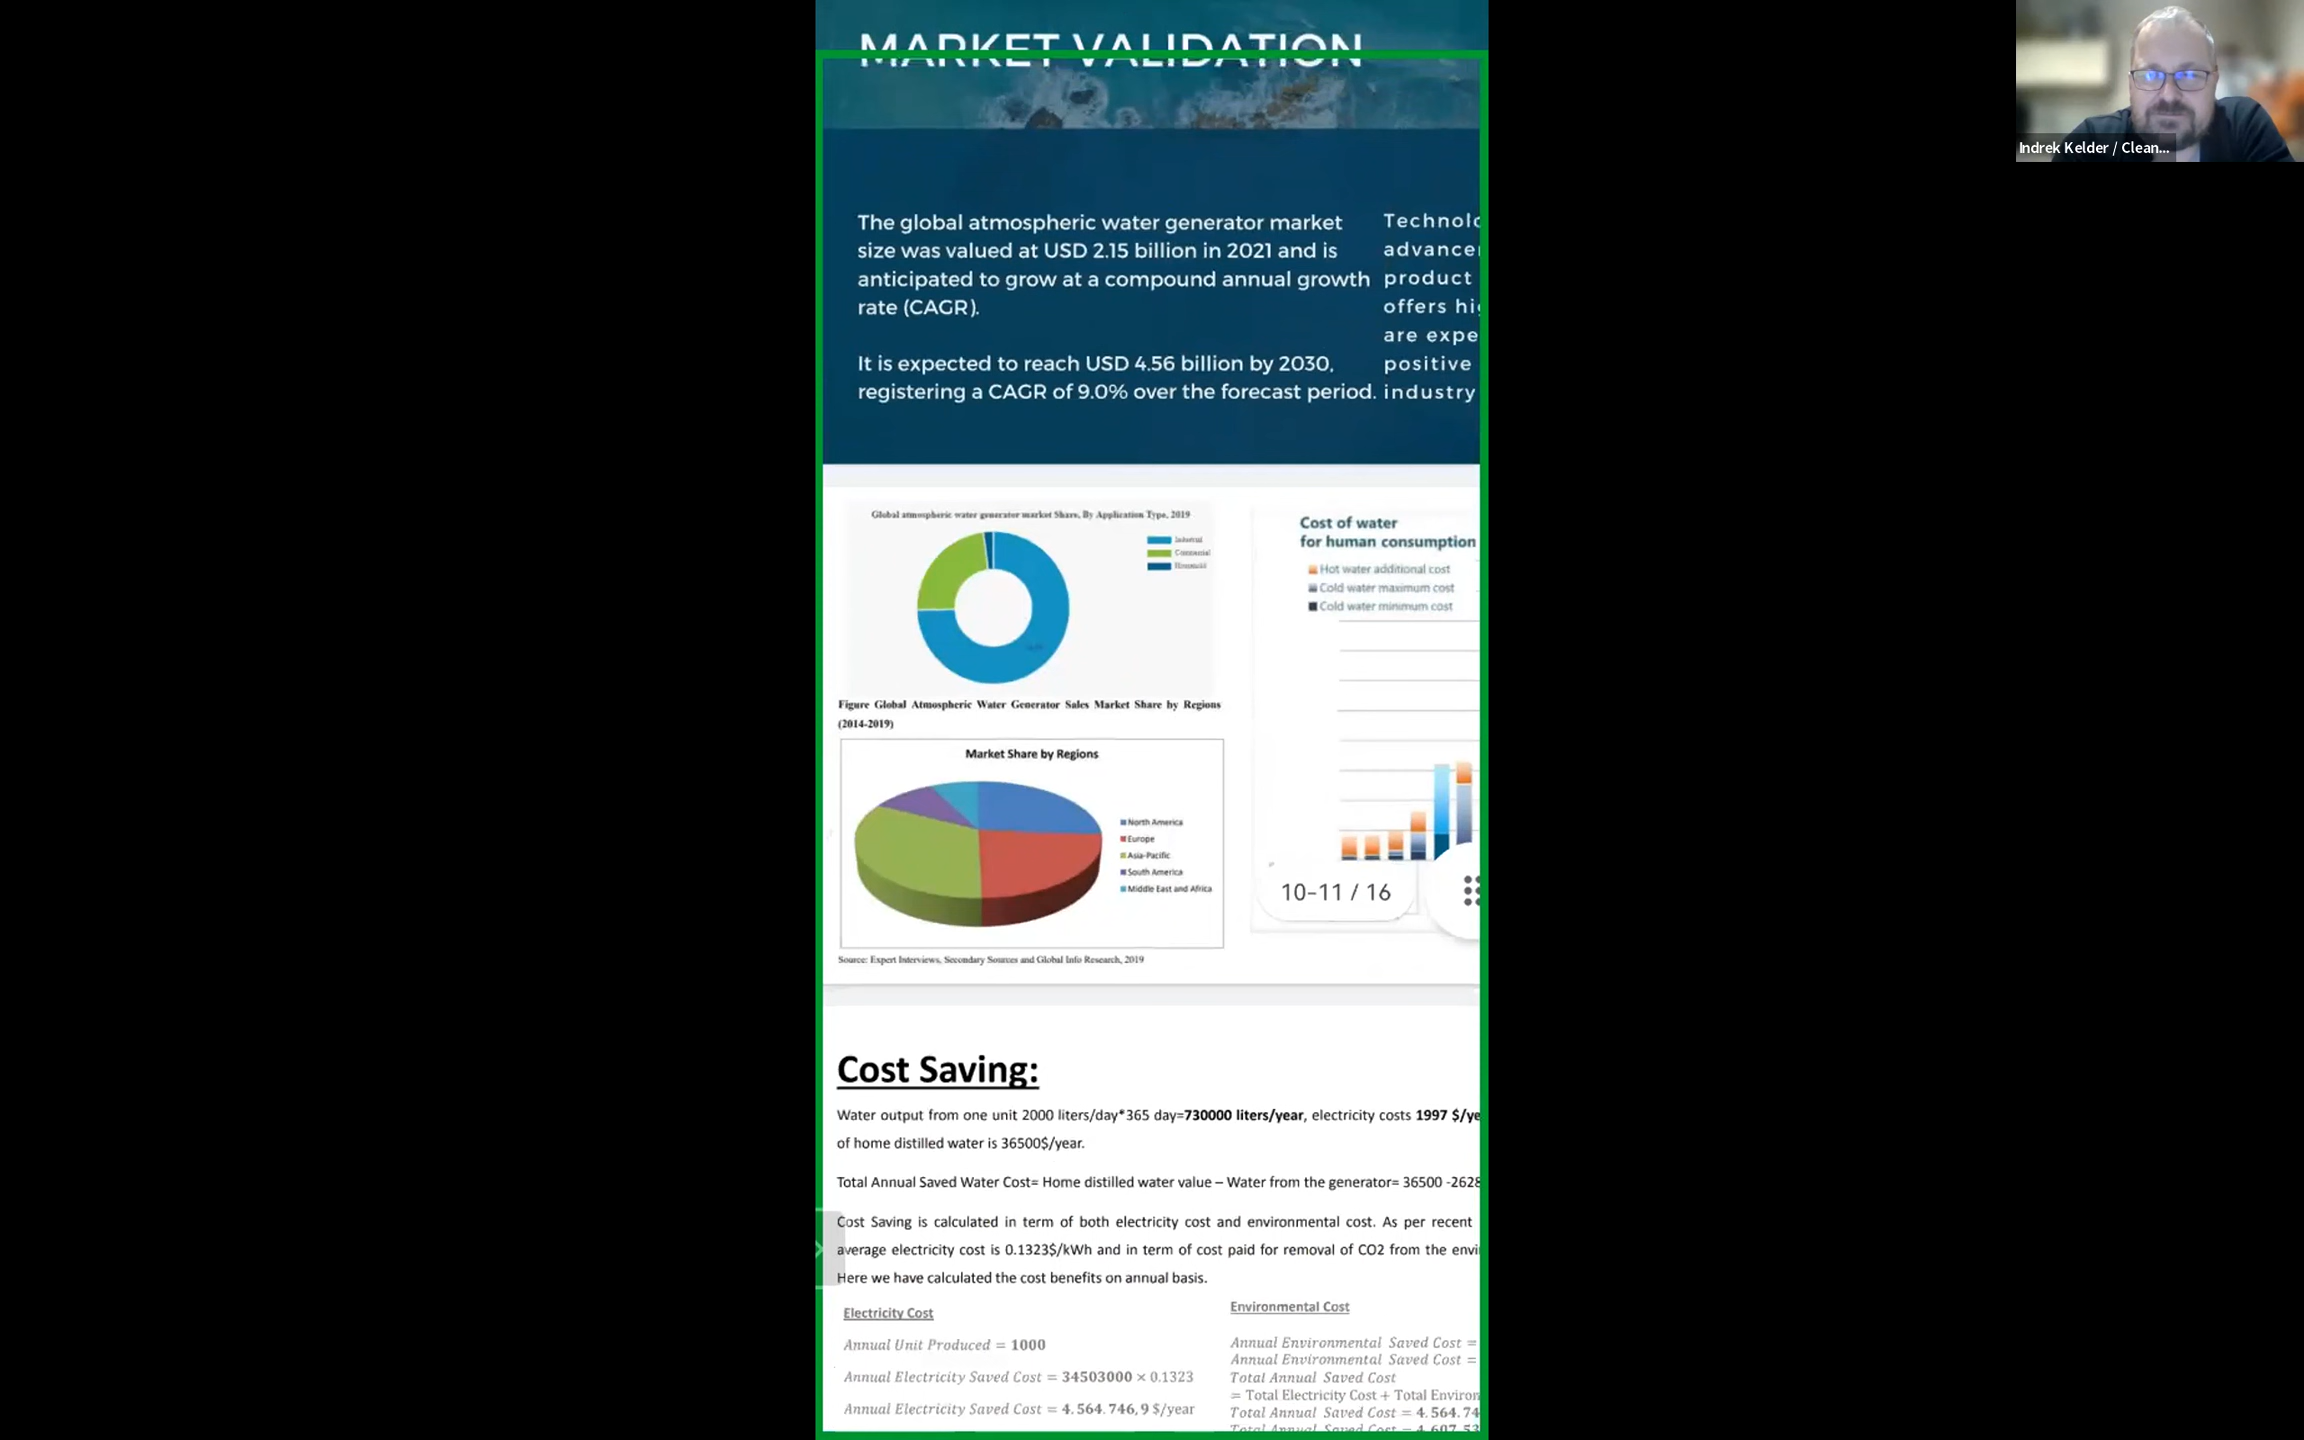 MARKET VALIDATION
Indrek Kelder / Clean...
The global atmospheric water generator market
size was valued at USD 2.15 billion in 2021 and is
anticipated to grow at a compound annual growth
rate (CAGR).
It is expected to reach USD 4.56 billion by 2030,
registering a CAGR of 9.0% over the forecast period.
product
are expe
positive
industry
Global atmospheric water generator market Share, By Application Type, 2019
Industrial
Commercial
Household
Figure Global Atmospheric Water Generator Sales Market Share by Regions
(2014-2019)
Market Share by Regions
North America
Europe
Asia-Pacific
South America
Middle East and Africa
Source: Expert Interviews, Secondary Sources and Global Info Research, 2019
Cost of water
for human consumption
Hot water additional cost
Cold water maximum cost
Cold water minimum cost
10-11 / 16
Cost Saving:
Water output from one unit 2000 liters/day*365 day=730000 liters/year, electricity costs 1997 $/ye
of home distilled water is 36500$/year.
Total Annual Saved Water Cost= Home distilled water value – Water from the generator= 36500 -2628
Cost Saving is calculated in term of both electricity cost and environmental cost. As per recent
average electricity cost is 0.1323$/kWh and in term of cost paid for removal of CO2 from the envi
Here we have calculated the cost benefits on annual basis.
Electricity Cost
Annual Unit Produced = 1000
Annual Electricity Saved Cost = 34503000 × 0.1323
Annual Electricity Saved Cost = 4.564.746,9 $/year
Environmental Cost
Annual Environmental Saved Cost =
Annual Environmental Saved Cost =
Total Annual Saved Cost
= Total Electricity Cost + Total Environ
Total Annual Saved Cost = 4.564.74
Total Annual Saved Cost = 4.607.53